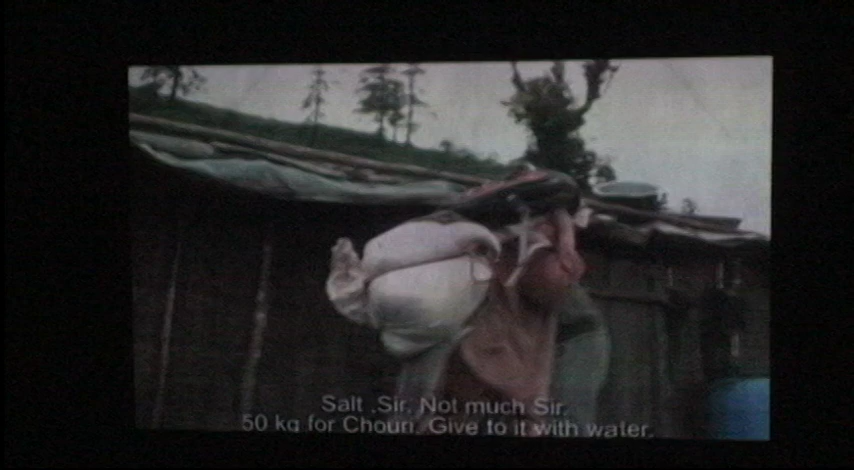 Salt ,Sir. Not much Sir.
50 kg for Chouri. Give to it with water.